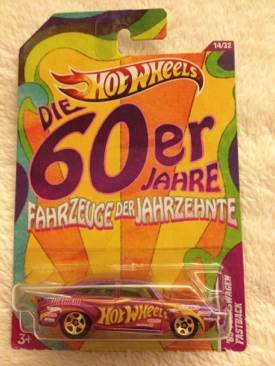 14/32
HOT WHEELS
DIE
60er
JAHRE
FAHRZEUGE DER JAHRZEHNTE
HOT WHEELS
3+
FASTBACK